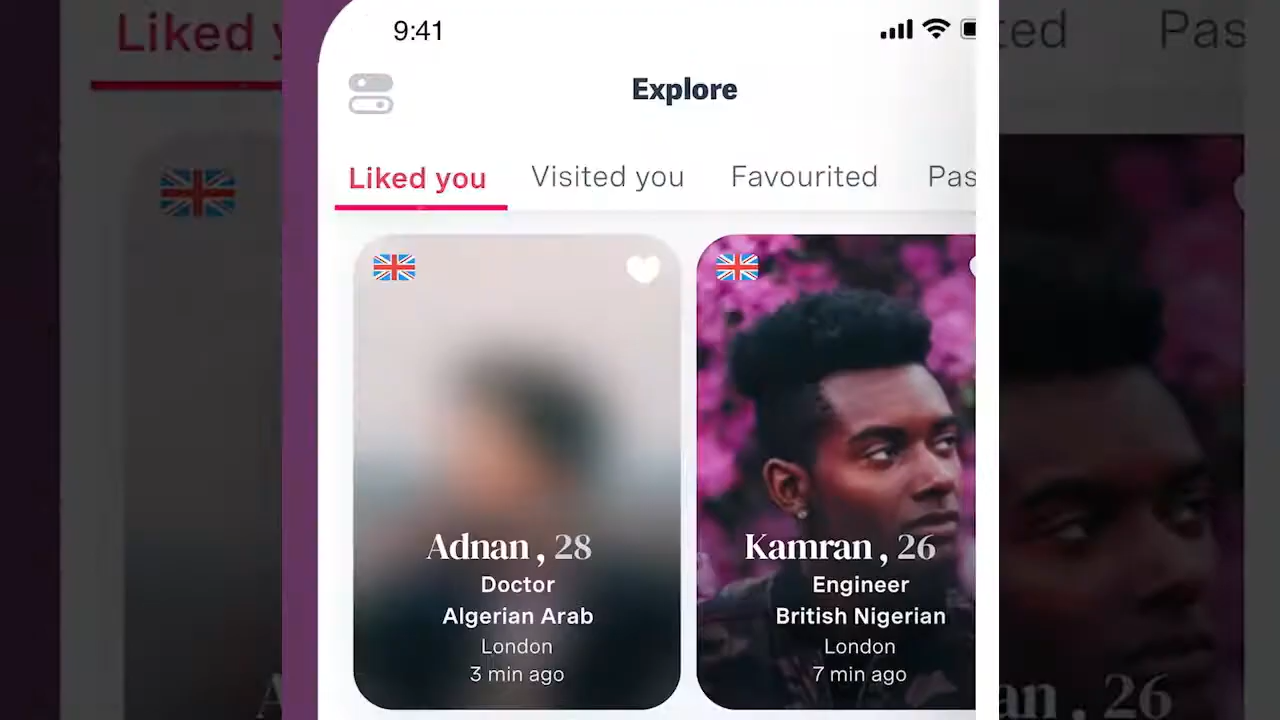 9:41
Explore
Liked you
Visited you
Favourited
Pas
Adnan , 28
Doctor
Algerian Arab
London
3 min ago
Kamran , 26
Engineer
British Nigerian
London
7 min ago
Liked y
ted
Pas
A
an, 26